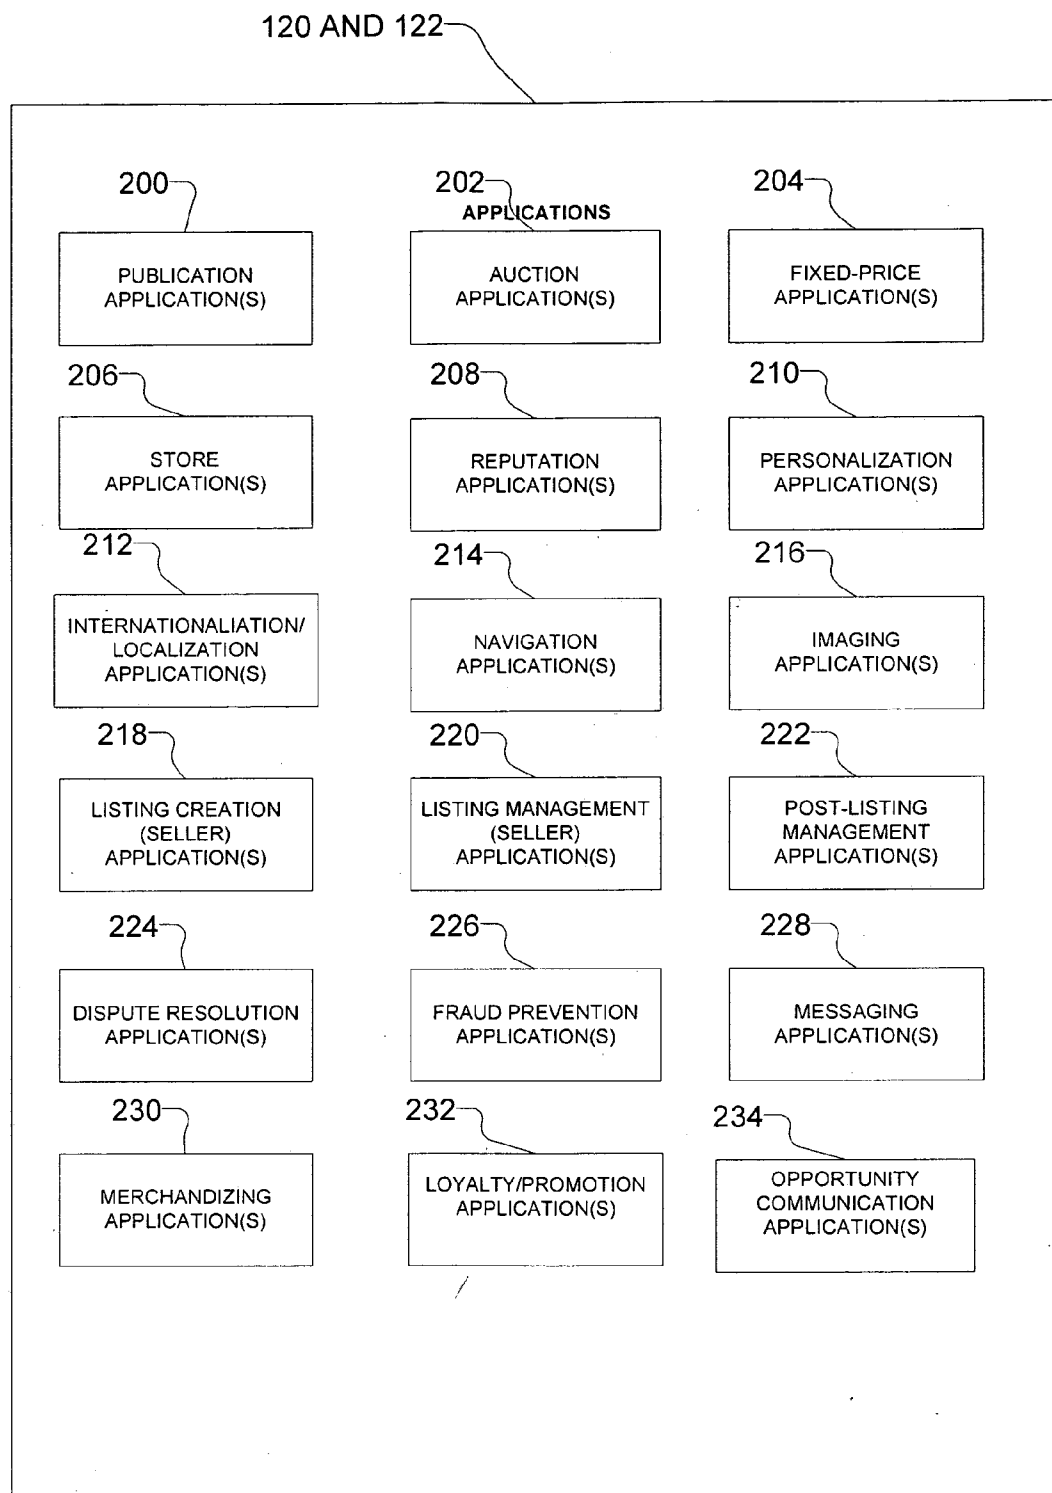 120 AND 122
200
202
204
APPLICATIONS
PUBLICATION
APPLICATION(S)
AUCTION
APPLICATION(S)
FIXED-PRICE
APPLICATION(S)
206
208
210
STORE
APPLICATION(S)
REPUTATION
APPLICATION(S)
PERSONALIZATION
APPLICATION(S)
212
214
216
INTERNATIONALIATION/
LOCALIZATION
APPLICATION(S)
NAVIGATION
APPLICATION(S)
IMAGING
APPLICATION(S)
218
220
222
LISTING CREATION
(SELLER)
APPLICATION(S)
LISTING MANAGEMENT
(SELLER)
APPLICATION(S)
POST-LISTING
MANAGEMENT
APPLICATION(S)
224
226
228
DISPUTE RESOLUTION
APPLICATION(S)
FRAUD PREVENTION
APPLICATION(S)
MESSAGING
APPLICATION(S)
230
232
234
MERCHANDIZING
APPLICATION(S)
LOYALTY/PROMOTION
APPLICATION(S)
OPPORTUNITY
COMMUNICATION
APPLICATION(S)